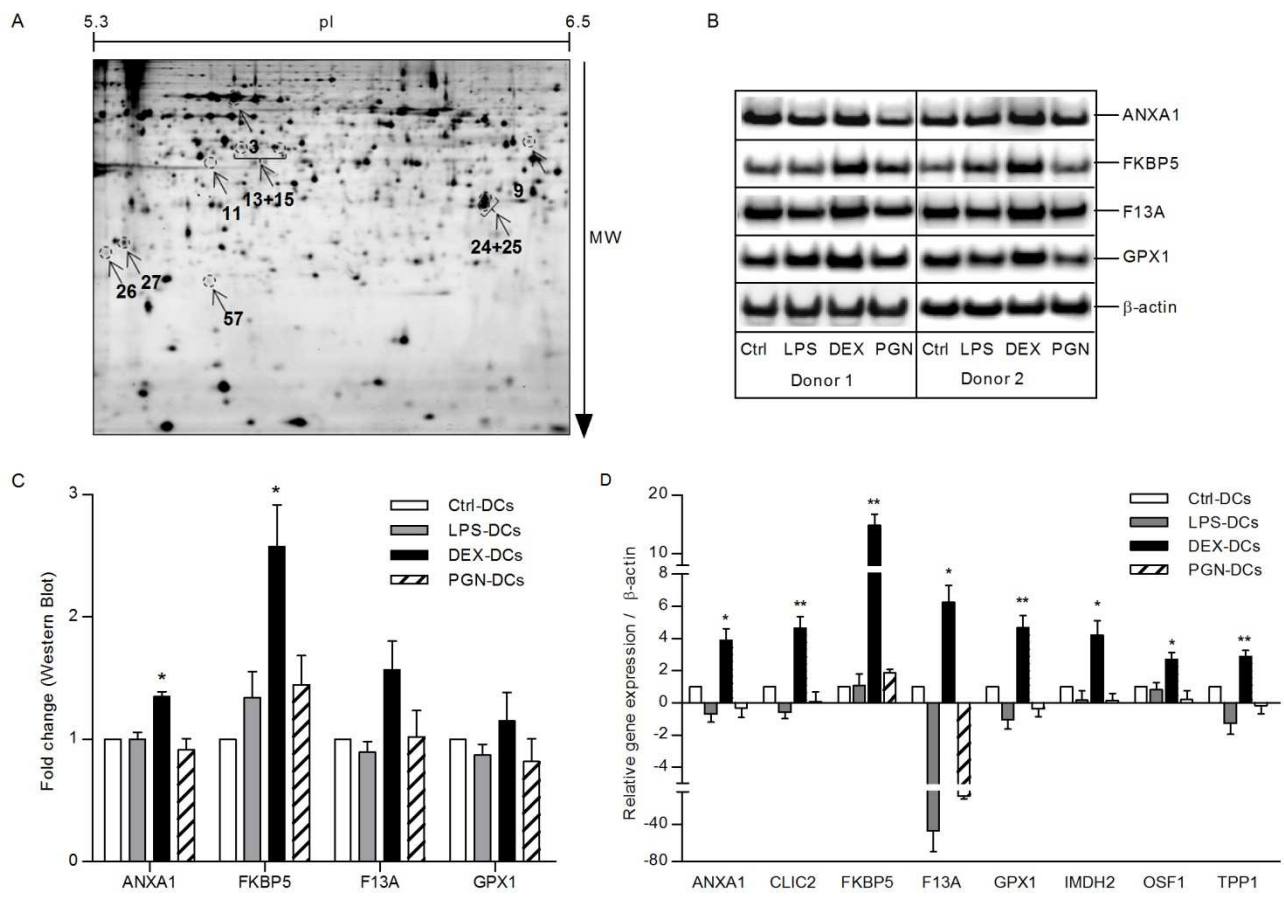 A
5.3
pI
6.5
MW
3
9
13+15
11
24+25
26
27
57
B
ANXA1
FKBP5
F13A
GPX1
β-actin
Ctrl LPS DEX PGN Ctrl LPS DEX PGN
Donor 1 Donor 2
C
Fold change (Western Blot)
3
2
1
0
*
*
Ctrl-DCs
LPS-DCs
DEX-DCs
PGN-DCs
ANXA1 FKBP5 F13A GPX1
D
Relative gene expression / β-actin
20
10
8
6
4
2
0
-2
-4
-40
-80
* ** ** * ** * * **
Ctrl-DCs
LPS-DCs
DEX-DCs
PGN-DCs
ANXA1 CLIC2 FKBP5 F13A GPX1 IMDH2 OSF1 TPP1